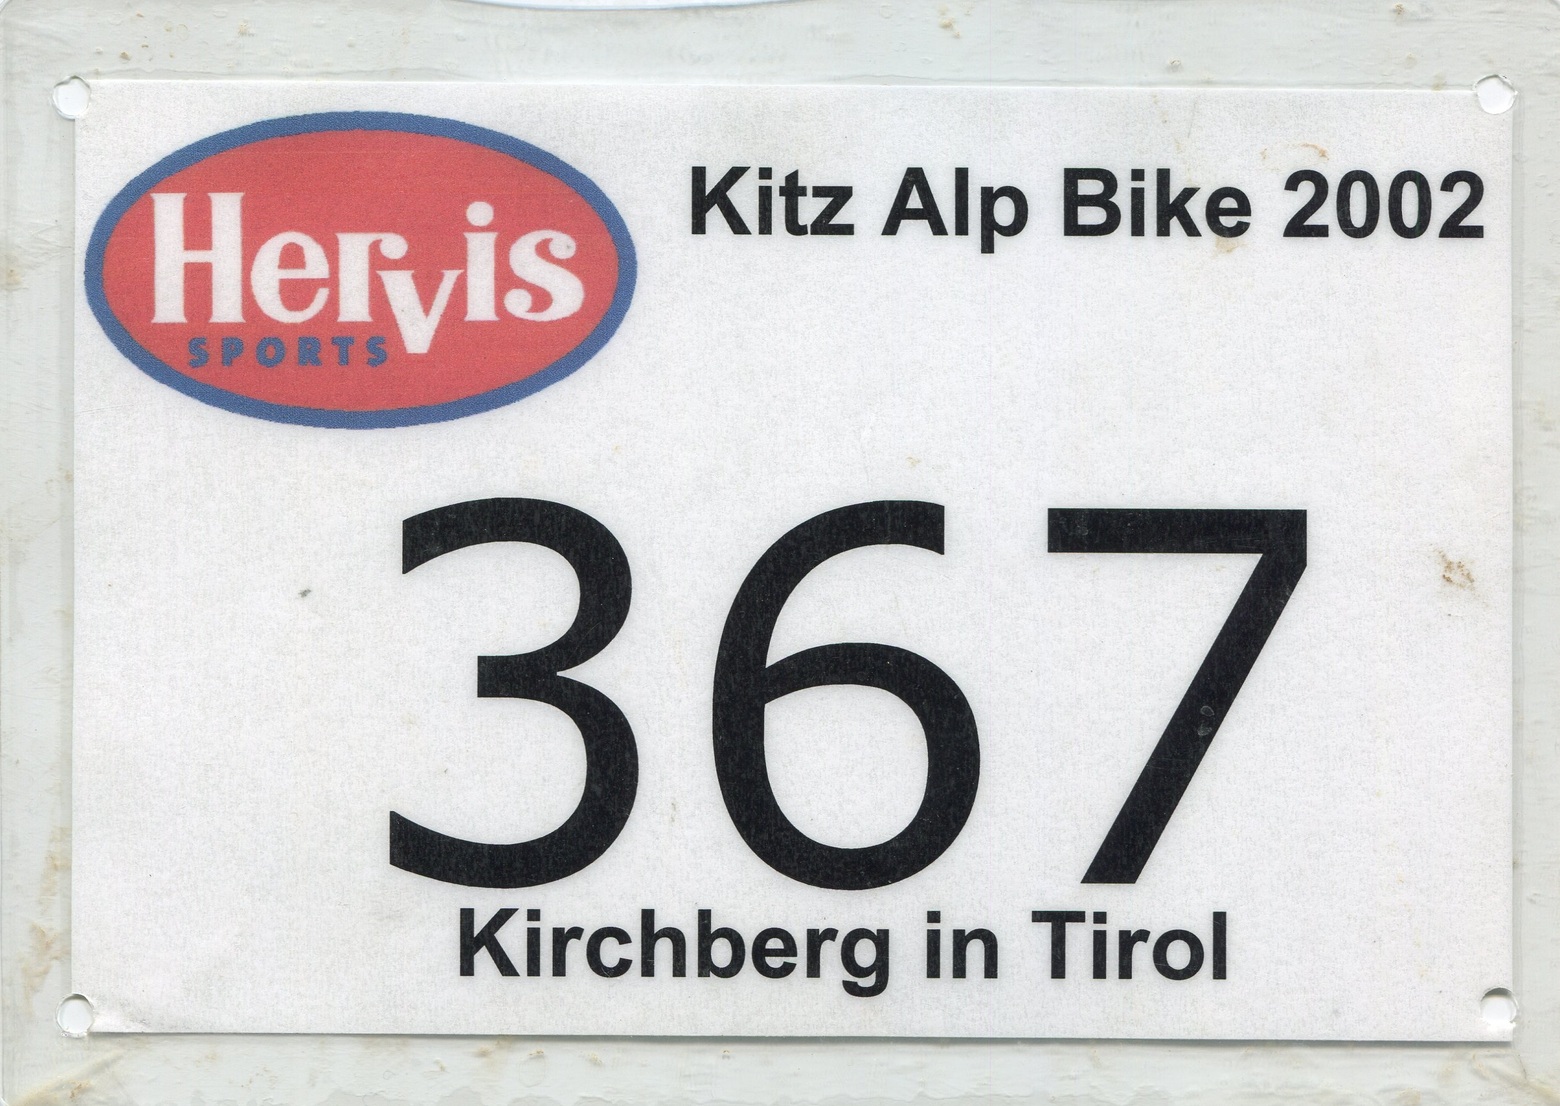 Hervis
SPORTS
Kitz Alp Bike 2002
367
Kirchberg in Tirol